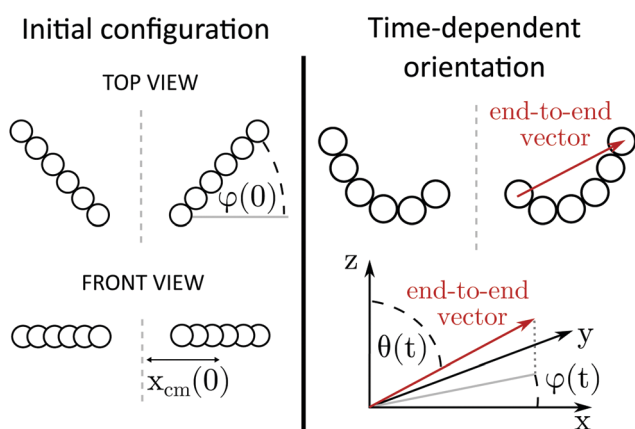 Initial configuration
TOP VIEW
φ(0)
FRONT VIEW
x_cm(0)
Time-dependent
orientation
end-to-end
vector
z
end-to-end
vector
θ(t)
y
φ(t)
x